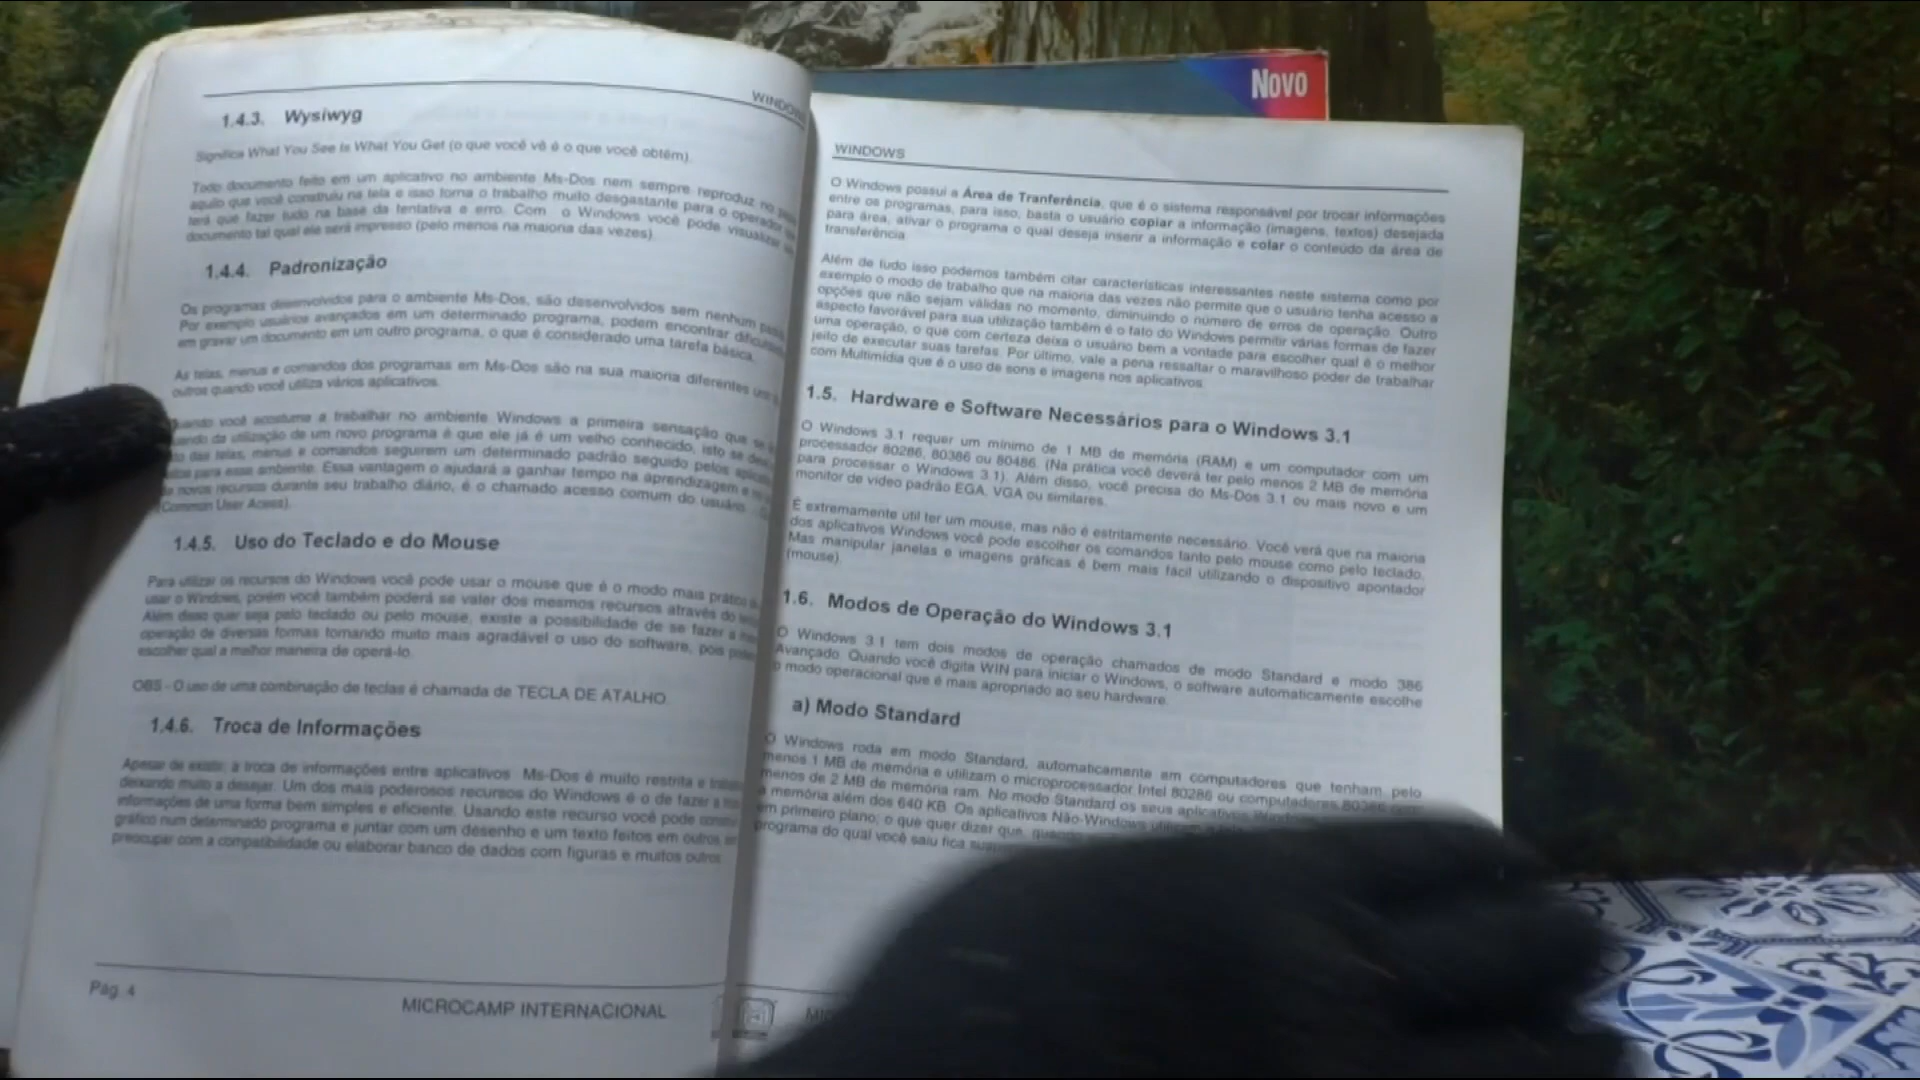 WINDOWS
1.4.3. Wysiwyg
Significa What You See Is What You Get (o que você vê é o que você obtém).
Todo documento feito em um aplicativo no ambiente Ms-Dos nem sempre reproduz no
aquilo que você construiu na tela e isso torna o trabalho muito desgastante para o operador
terá que fazer tudo na base da tentativa e erro. Com o Windows você pode visualizar
documento tal qual ele será impresso (pelo menos na maioria das vezes).
1.4.4. Padronização
Os programas desenvolvidos para o ambiente Ms-Dos, são desenvolvidos sem nenhum
Por exemplo usuários avançados em um determinado programa, podem encontrar
em gravar um documento em um outro programa, o que é considerado uma tarefa básica.
As telas, menus e comandos dos programas em Ms-Dos são na sua maioria diferentes uns
outros quando você utiliza vários aplicativos.
você acostuma a trabalhar no ambiente Windows a primeira sensação que se
da utilização de um novo programa é que ele já é um velho conhecido, isto se
das telas, menus e comandos seguirem um determinado padrão seguido pelos
para esse ambiente. Essa vantagem o ajudará a ganhar tempo na aprendizagem e
novos recursos durante seu trabalho diário, é o chamado acesso comum do usuário
(Common User Acess).
1.4.5. Uso do Teclado e do Mouse
Para utilizar os recursos do Windows você pode usar o mouse que é o modo mais prático
usar o Windows, porém você também poderá se valer dos mesmos recursos através do
Além disso quer seja pelo teclado ou pelo mouse, existe a possibilidade de se fazer a
operação de diversas formas tornando muito mais agradável o uso do software, pois
escolher qual a melhor maneira de operá-lo.
OBS - O uso de uma combinação de teclas é chamada de TECLA DE ATALHO.
1.4.6. Troca de Informações
Apesar de existir, a troca de informações entre aplicativos Ms-Dos é muito restrita e
deixando muito a desejar. Um dos mais poderosos recursos do Windows é o de fazer a
informações de uma forma bem simples e eficiente. Usando este recurso você pode
gráfico num determinado programa e juntar com um desenho e um texto feitos em outros,
preocupar com a compatibilidade ou elaborar banco de dados com figuras e muitos outros
Pág. 4
MICROCAMP INTERNACIONAL
Novo
WINDOWS
O Windows possui a Área de Tranferência, que é o sistema responsável por trocar informações
entre os programas, para isso, basta o usuário copiar a informação (imagens, textos) desejada
para área, ativar o programa o qual deseja inserir a informação e colar o conteúdo da área de
transferência.
Além de tudo isso podemos também citar características interessantes neste sistema como por
exemplo o modo de trabalho que na maioria das vezes não permite que o usuário tenha acesso a
opções que não sejam válidas no momento, diminuindo o número de erros de operação. Outro
aspecto favorável para sua utilização também é o fato do Windows permitir várias formas de fazer
uma operação, o que com certeza deixa o usuário bem a vontade para escolher qual é o melhor
jeito de executar suas tarefas. Por último, vale a pena ressaltar o maravilhoso poder de trabalhar
com Multimídia que é o uso de sons e imagens nos aplicativos.
1.5. Hardware e Software Necessários para o Windows 3.1
O Windows 3.1 requer um mínimo de 1 MB de memória (RAM) e um computador com um
processador 80286, 80386 ou 80486. (Na prática você deverá ter pelo menos 2 MB de memória
para processar o Windows 3.1). Além disso, você precisa do Ms-Dos 3.1 ou mais novo e um
monitor de vídeo padrão EGA, VGA ou similares.
É extremamente útil ter um mouse, mas não é estritamente necessário. Você verá que na maioria
dos aplicativos Windows você pode escolher os comandos tanto pelo mouse como pelo teclado.
Mas manipular janelas e imagens gráficas é bem mais fácil utilizando o dispositivo apontador
(mouse).
1.6. Modos de Operação do Windows 3.1
O Windows 3.1 tem dois modos de operação chamados de modo Standard e modo 386
Avançado. Quando você digita WIN para iniciar o Windows, o software automaticamente escolhe
o modo operacional que é mais apropriado ao seu hardware.
a) Modo Standard
O Windows roda em modo Standard, automaticamente em computadores que tenham pelo
menos 1 MB de memória e utilizam o microprocessador Intel 80286 ou computadores 80386 com
menos de 2 MB de memória ram. No modo Standard os seus aplicativos Windows
a memória além dos 640 KB. Os aplicativos Não-Windows
em primeiro plano; o que quer dizer que, quando
programa do qual você saiu fica